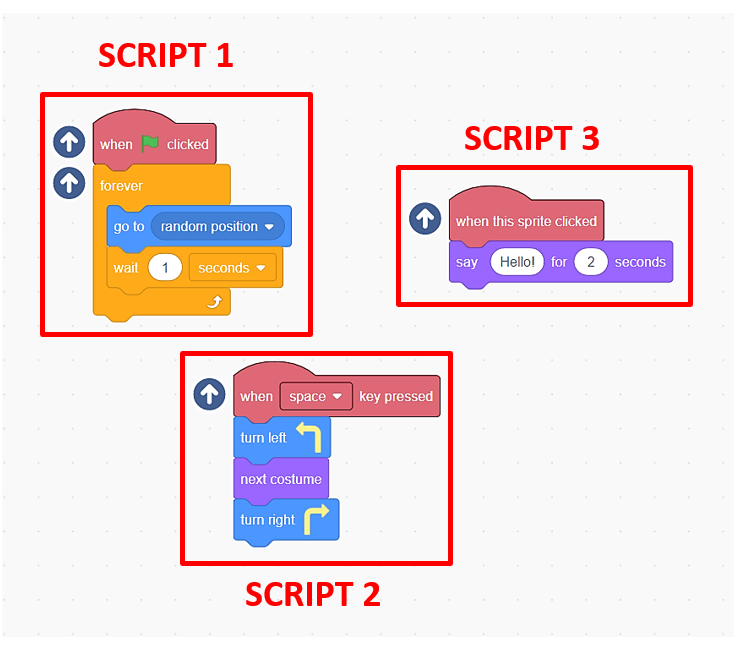 SCRIPT 1
when clicked
forever
go to random position
wait 1 seconds
SCRIPT 3
when this sprite clicked
say Hello! for 2 seconds
when space key pressed
turn left
next costume
turn right
SCRIPT 2